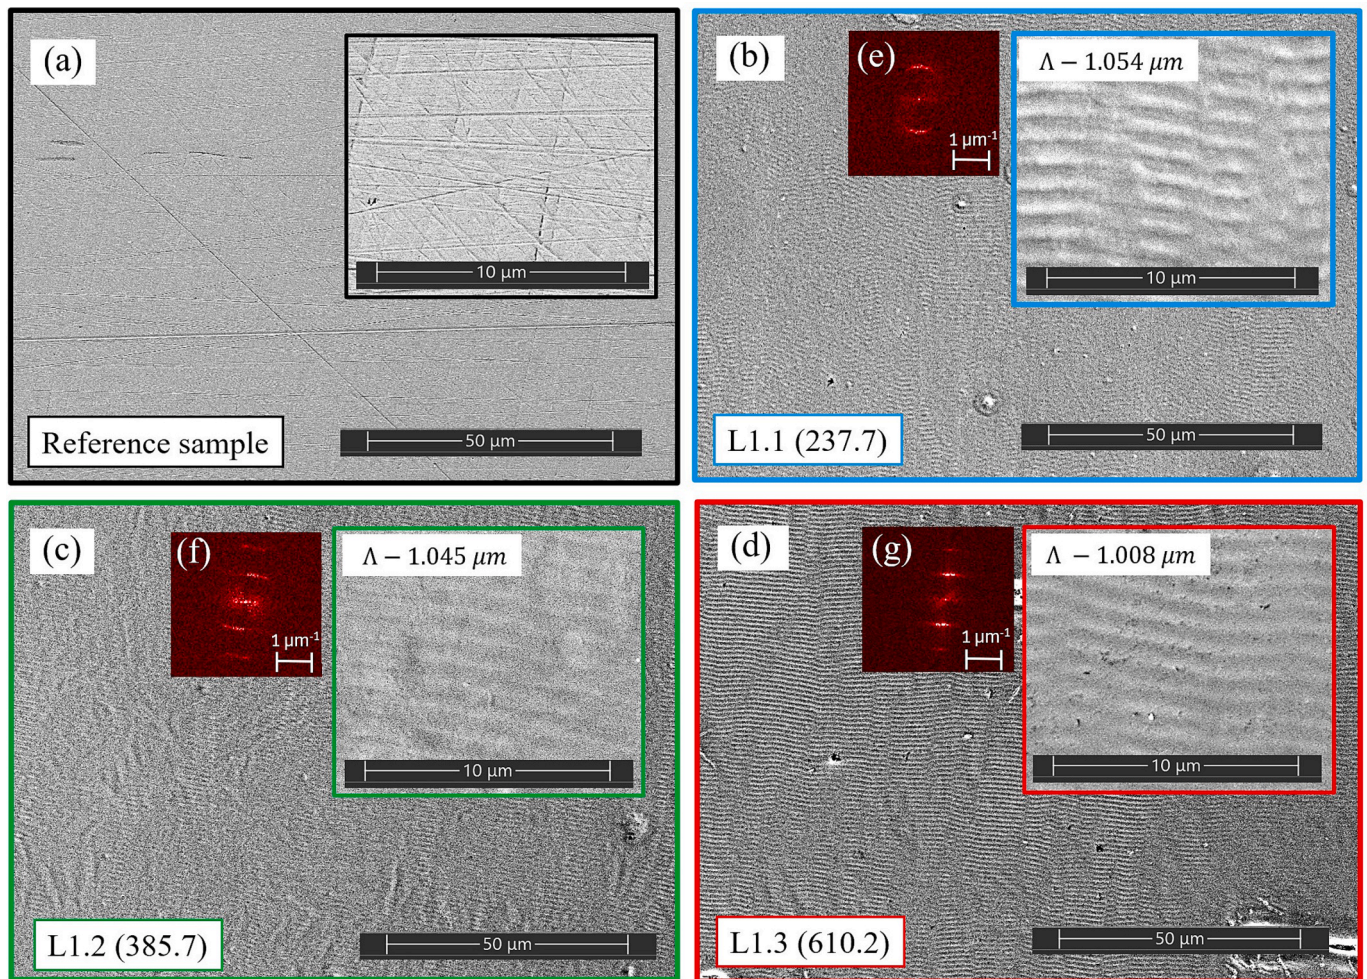 (a)
10 μm
50 μm
Reference sample
(b)
(e)
1 μm⁻¹
Λ − 1.054 μm
10 μm
50 μm
L1.1 (237.7)
(c)
(f)
1 μm⁻¹
Λ − 1.045 μm
10 μm
50 μm
L1.2 (385.7)
(d)
(g)
1 μm⁻¹
Λ − 1.008 μm
10 μm
50 μm
L1.3 (610.2)